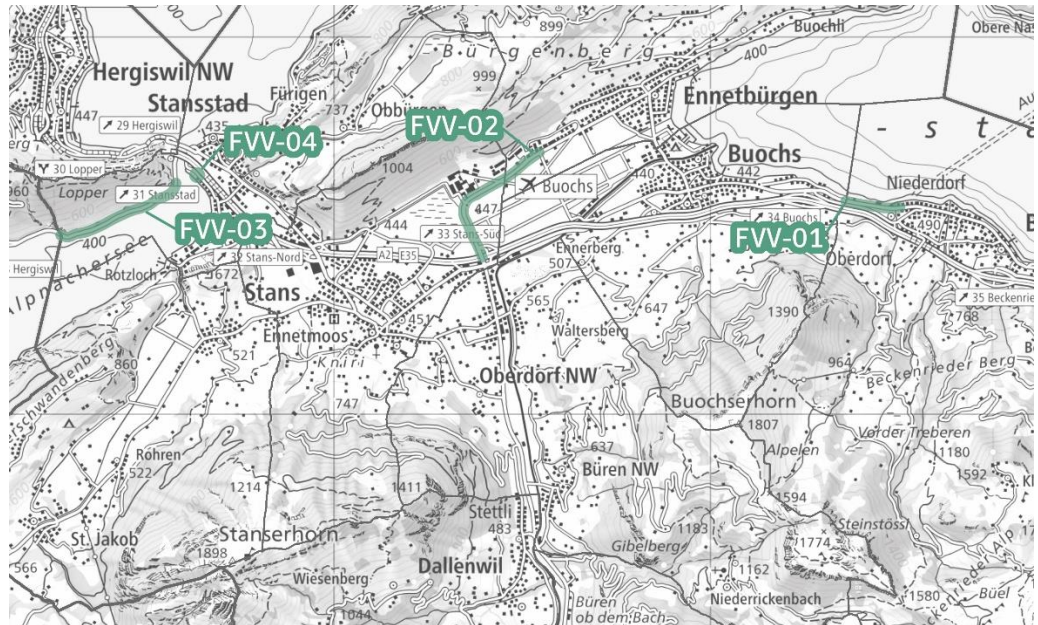 899
Buochli
Obere Nas
Bürgenberg
400
Hergiswil NW
Stansstad
Fürigen
999
737
Obbürgen
FVV-02
Ennetbürgen
447
29 Hergiswil
435
FVV-04
- s t a
30 Lopper
1004
Buochs
Buochs
442
440
960
Lopper
31 Stansstad
Niederdorf
447
444
400
FVV-03
33 Stans-Süd
34 Buochs
490
FVV-01
Hergiswil
Rotzloch
32 Stans-Nord
A2
E35
Ennerberg
507
Oberdorf
Alpnachersee
672
Stans
35 Beckenrie
565
647
1390
768
451
Ennetmoos
Waltersberg
521
Kniri
964
860
Beckenrieder Berg
Oberdorf NW
747
Buochserhorn
1807
Vorder Treberen
637
Röhren
522
Alpelen
1180
1592
1214
1411
Büren NW
1594
Stettli
483
Steinstössi
St. Jakob
Stanserhorn
1898
1183
1774
Gibelberg
566
Dallenwil
1162
Wiesenberg
Niederrickenbach
1580
Büel
1044
Büren
ob dem Bach